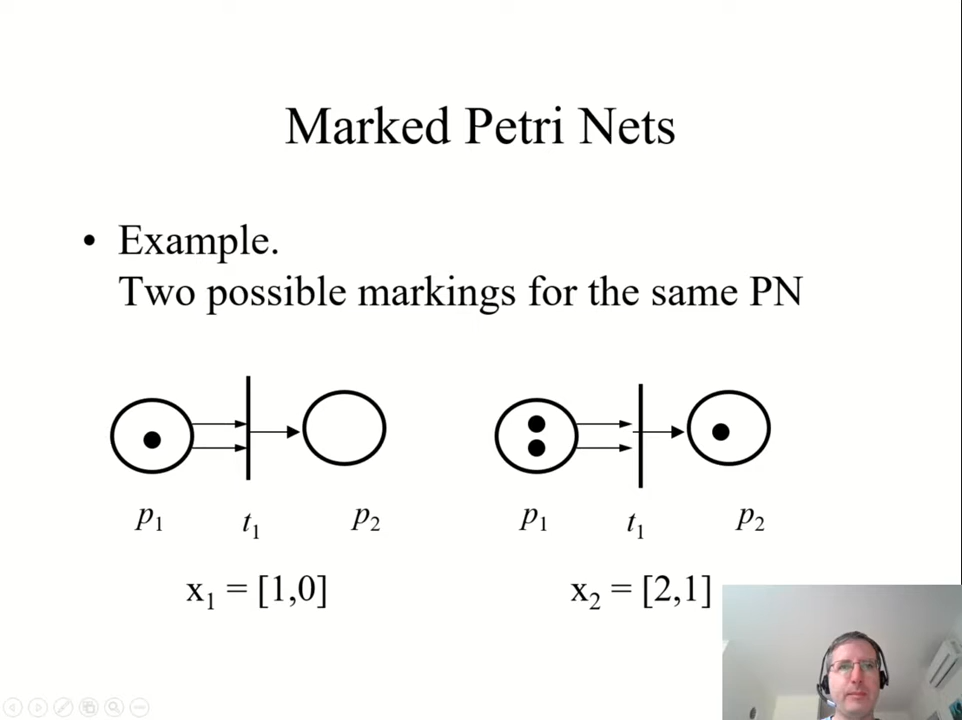 Marked Petri Nets
• Example.
Two possible markings for the same PN
p₁ t₁ p₂ p₁ t₁ p₂
x₁ = [1,0] x₂ = [2,1]